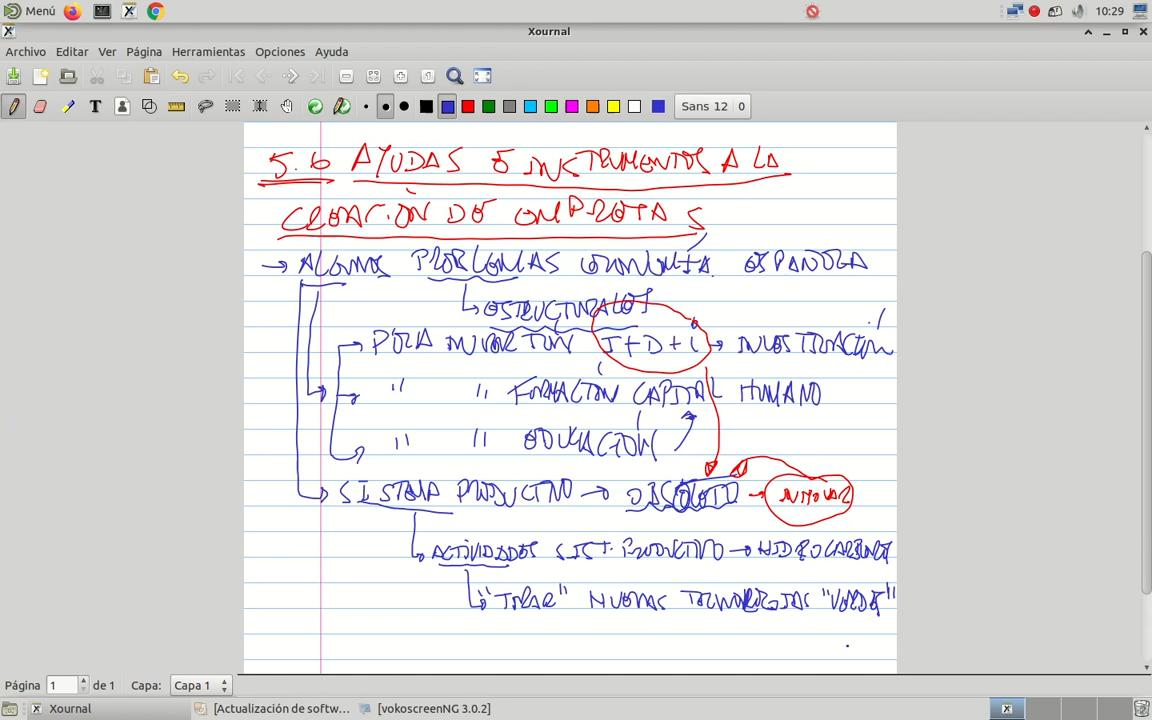 Menú 10:29
Xournal
Archivo Editar Ver Página Herramientas Opciones Ayuda
Sans 12 0
5.6 AYUDAS E INSTRUMENTOS A LA
CREACIÓN DE EMPRESAS
→ ALGUNOS PROBLEMAS ECONOMÍA ESPAÑOLA
ESTRUCTURALES
POCA INVERSIÓN I+D+i → INVESTIGACIÓN
" " FORMACIÓN CAPITAL HUMANO
" " EDUCACIÓN
SISTEMA PRODUCTIVO → OBSOLETO → INNOVAR
ACTIVIDADES SIST. PRODUCTIVO → HIDROCARBUROS
" " NUEVAS TECNOLOGÍAS "VERDES"
Página 1 de 1 Capa: Capa 1
Xournal [Actualización de softw... [vokoscreenNG 3.0.2]